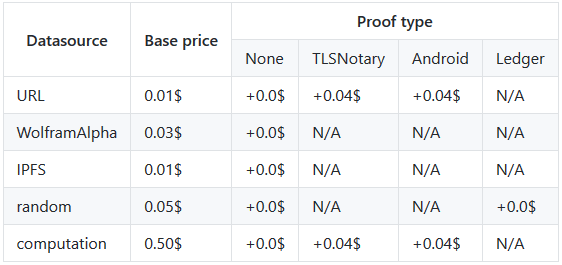 Datasource Base price Proof type
None TLSNotary Android Ledger
URL 0.01$ +0.0$ +0.04$ +0.04$ N/A
WolframAlpha 0.03$ +0.0$ N/A N/A N/A
IPFS 0.01$ +0.0$ N/A N/A N/A
random 0.05$ +0.0$ N/A N/A +0.0$
computation 0.50$ +0.0$ +0.04$ +0.04$ N/A